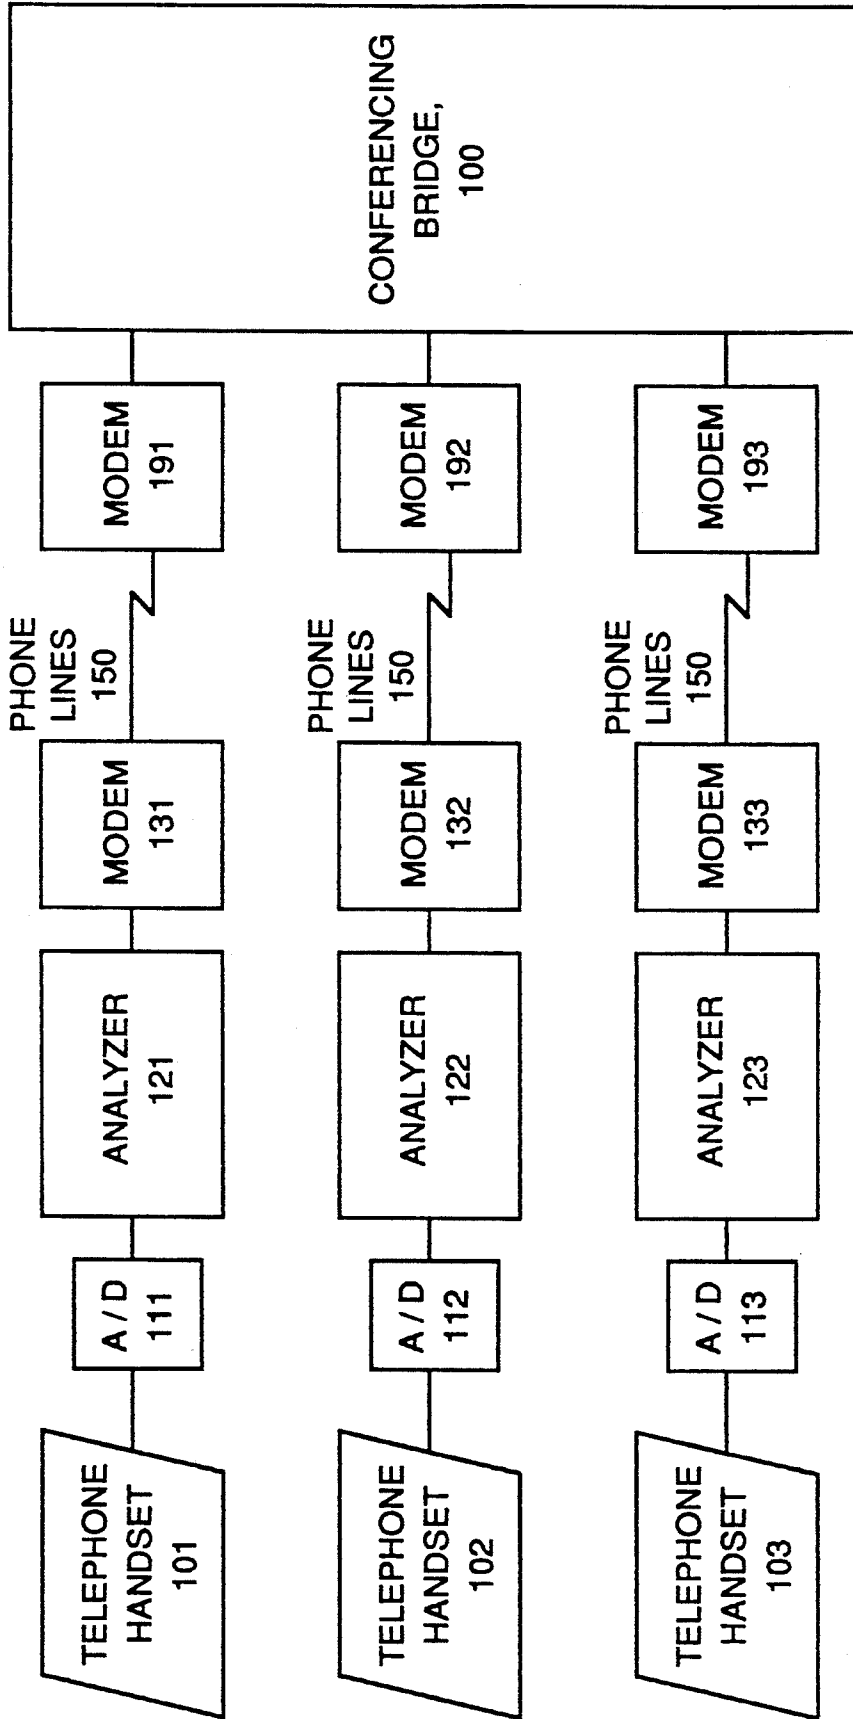 TELEPHONE
HANDSET
101
A / D
111
ANALYZER
121
MODEM
131
PHONE
LINES
150
MODEM
191
TELEPHONE
HANDSET
102
A / D
112
ANALYZER
122
MODEM
132
PHONE
LINES
150
MODEM
192
TELEPHONE
HANDSET
103
A / D
113
ANALYZER
123
MODEM
133
PHONE
LINES
150
MODEM
193
CONFERENCING
BRIDGE,
100